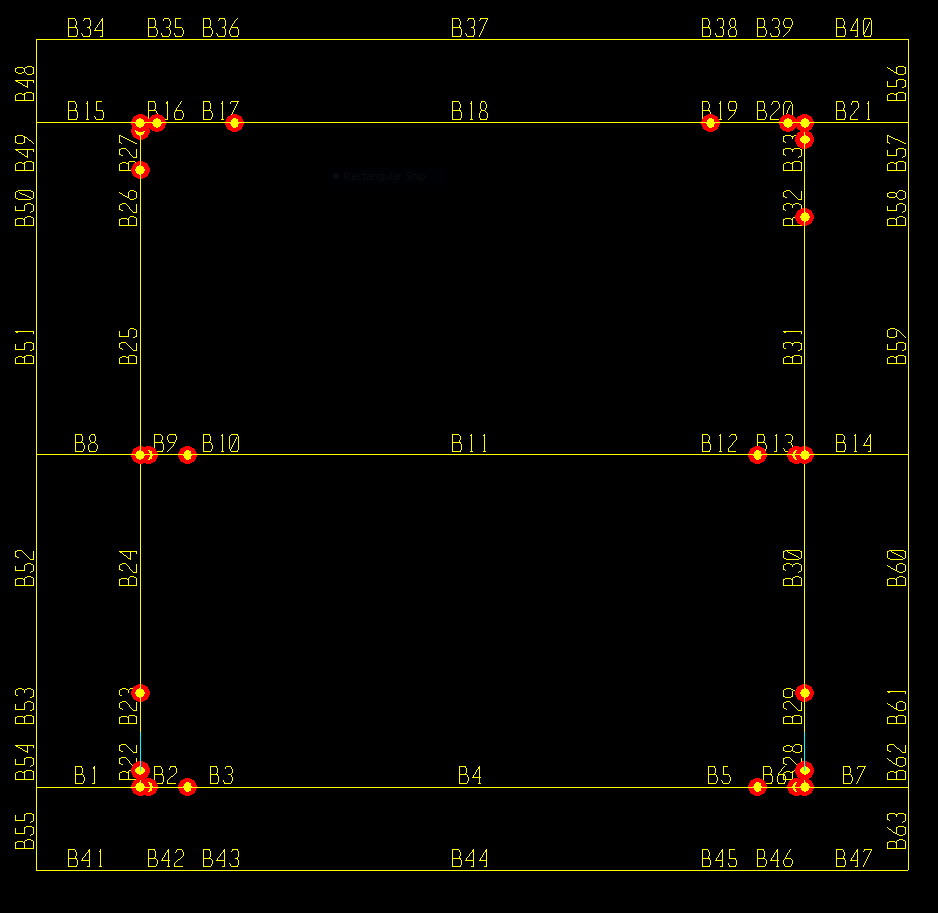 B34 B35 B36 B37 B38 B39 B40
B48 B56
B15 B16 B17 B18 B19 B20 B21
B49 B27 B33 B57
Rectangular Snip
B50 B26 B32 B58
B51 B25 B31 B59
B8 B9 B10 B11 B12 B13 B14
B52 B24 B30 B60
B53 B23 B29 B61
B54 B22 B28 B62
B1 B2 B3 B4 B5 B6 B7
B55 B63
B41 B42 B43 B44 B45 B46 B47